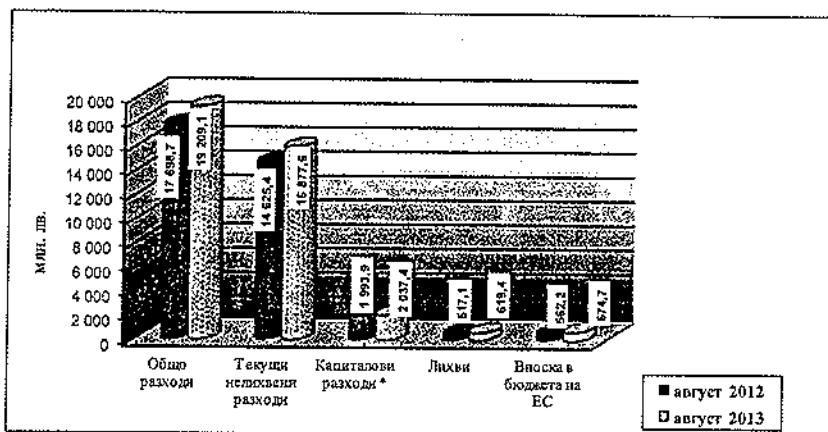 млн. лв.
20 000
18 000
16 000
14 000
12 000
10 000
8 000
6 000
4 000
2 000
0
17 698,7
19 209,1
14 625,4
15 877,6
1 993,9
2 037,4
517,1
619,4
562,2
674,7
Общо разходи
Текущи нелихвени разходи
Капиталови разходи *
Лихви
Вноска в бюджета на ЕС
август 2012
август 2013